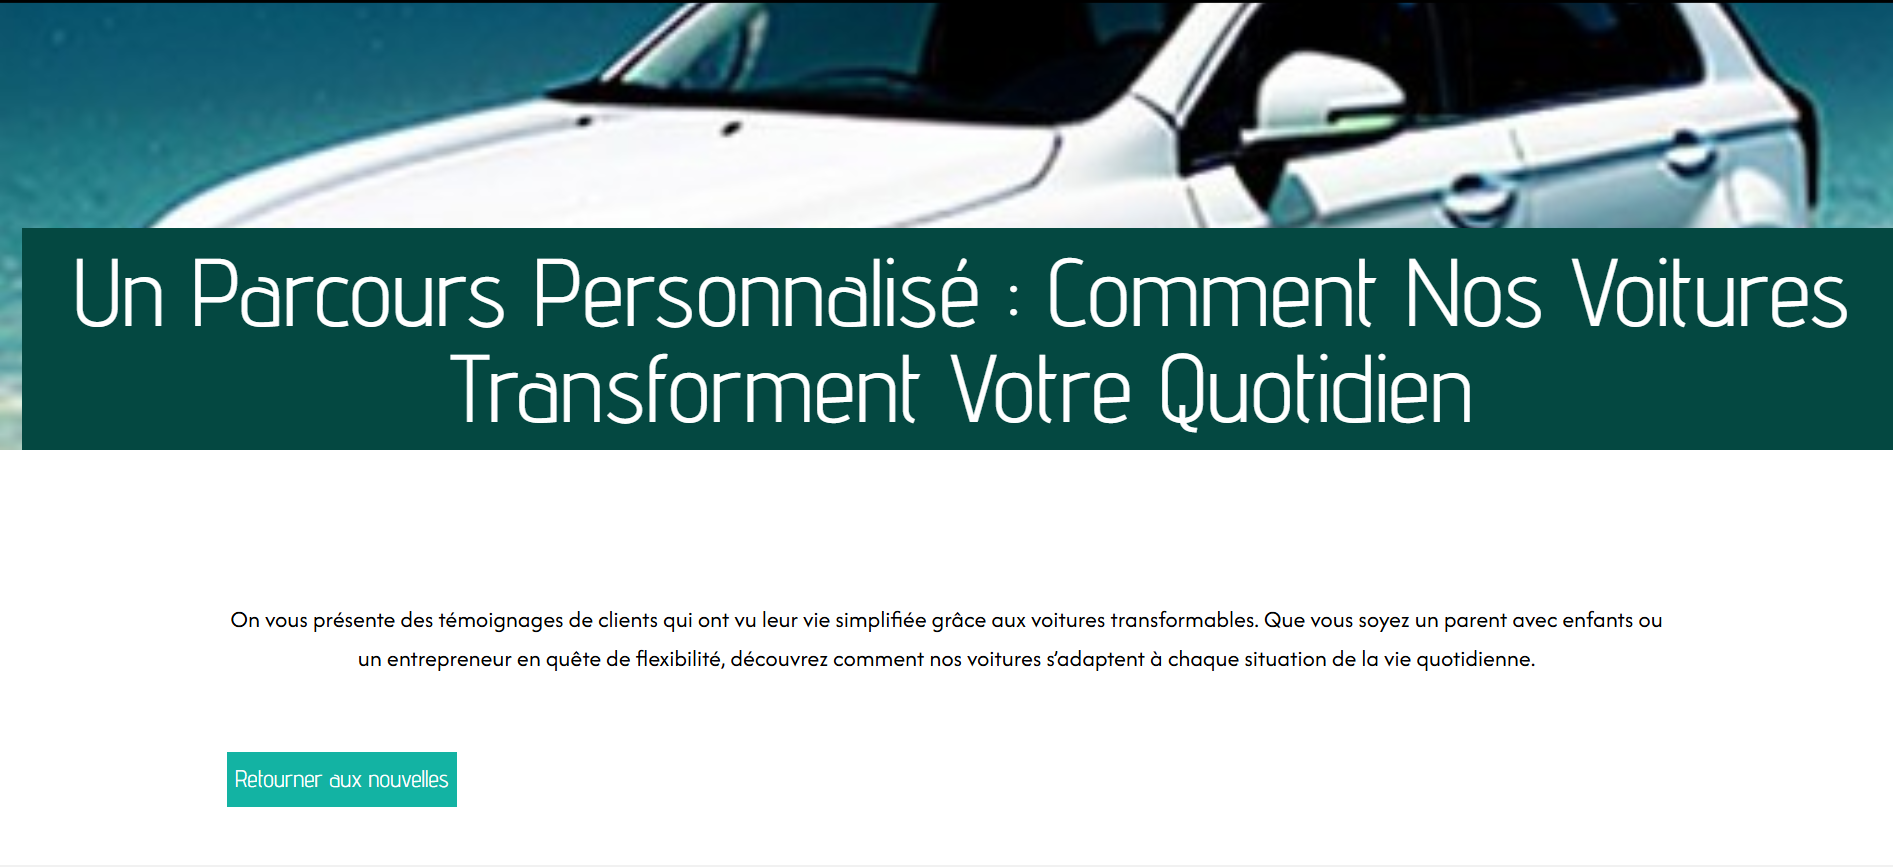 Un Parcours Personnalisé : Comment Nos Voitures
Transforment Votre Quotidien
On vous présente des témoignages de clients qui ont vu leur vie simplifiée grâce aux voitures transformables. Que vous soyez un parent avec enfants ou
un entrepreneur en quête de flexibilité, découvrez comment nos voitures s’adaptent à chaque situation de la vie quotidienne.
Retourner aux nouvelles